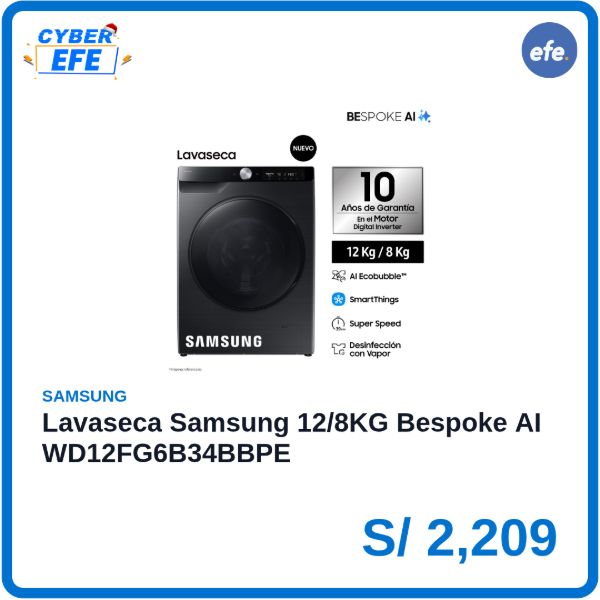 CYBER
EFE
efe.
BESPOKE AI
NUEVO
Lavaseca
10
Años de Garantía
En el Motor
Digital Inverter
12 Kg / 8 Kg
AI Ecobubble™
SmartThings
Super Speed
Desinfección
con Vapor
SAMSUNG
SAMSUNG
Lavaseca Samsung 12/8KG Bespoke AI
WD12FG6B34BBPE
S/ 2,209